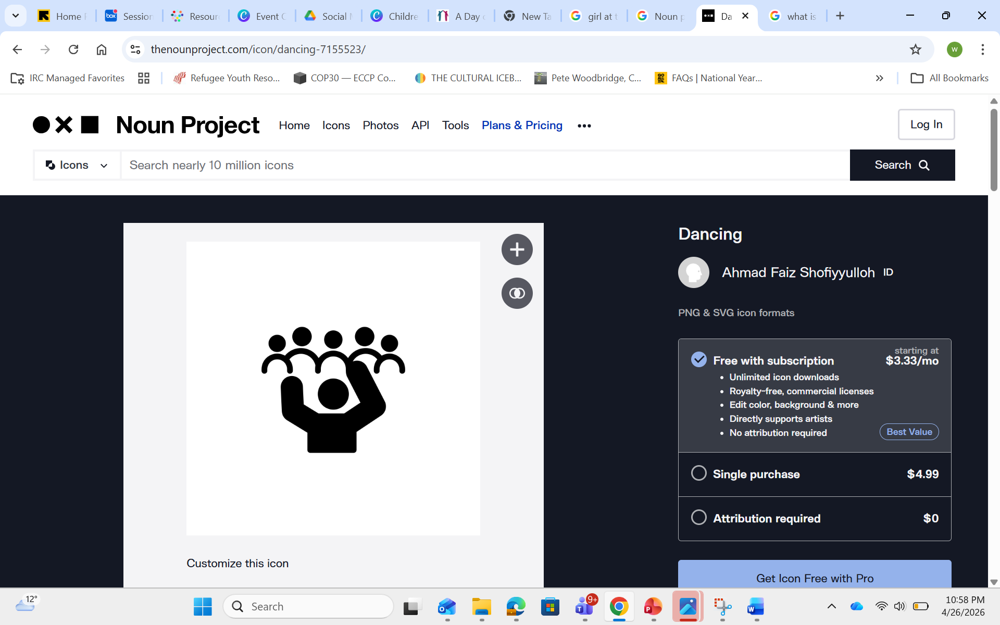 Home
Session
Resour
Event C
Social
Childre
A Day
New Ta
girl at t
Noun p
Da
what is
thenounproject.com/icon/dancing-7155523/
W
IRC Managed Favorites
Refugee Youth Reso...
COP30 — ECCP Co...
THE CULTURAL ICEB...
Pete Woodbridge, C...
GO ALL IN.
FAQs | National Year...
All Bookmarks
Noun Project
Home
Icons
Photos
API
Tools
Plans & Pricing
Log In
Icons
Search nearly 10 million icons
Search
Dancing
Ahmad Faiz Shofiyyulloh ID
PNG & SVG icon formats
Free with subscription
starting at
$3.33/mo
• Unlimited icon downloads
• Royalty-free, commercial licenses
• Edit color, background & more
• Directly supports artists
• No attribution required
Best Value
Single purchase
$4.99
Attribution required
$0
Get Icon Free with Pro
Customize this icon
12°
Search
9+
10:58 PM
4/26/2026